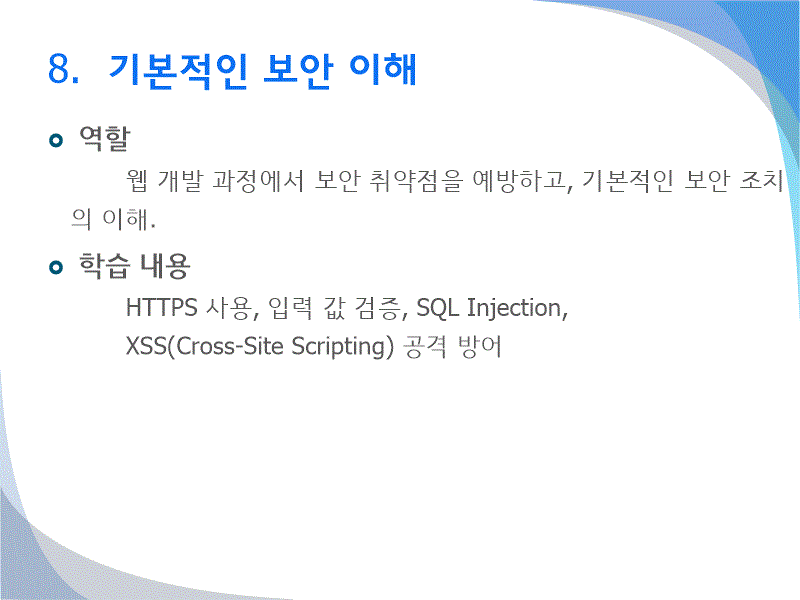 8. 기본적인 보안 이해
역할
웹 개발 과정에서 보안 취약점을 예방하고, 기본적인 보안 조치
의 이해.
학습 내용
HTTPS 사용, 입력 값 검증, SQL Injection,
XSS(Cross-Site Scripting) 공격 방어